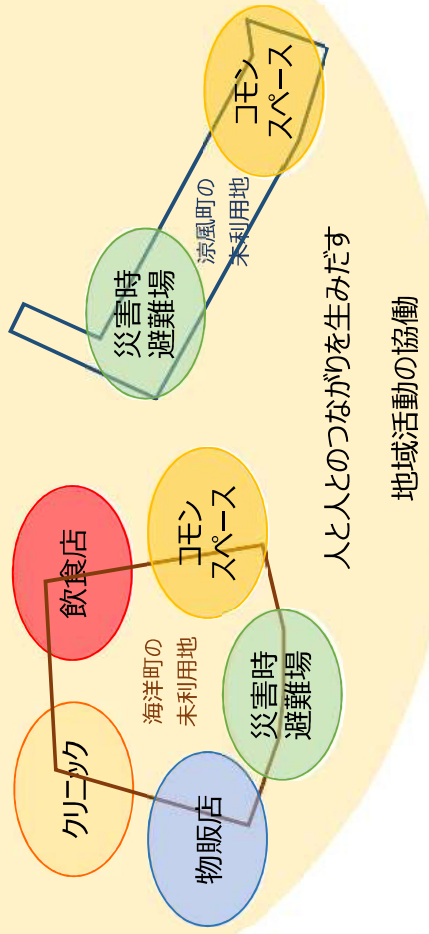 クリニック
飲食店
海洋町の
未利用地
コモン
スペース
物販店
災害時
避難場
災害時
避難場
涼風町の
未利用地
コモン
スペース
人と人とのつながりを生みだす
地域活動の協働